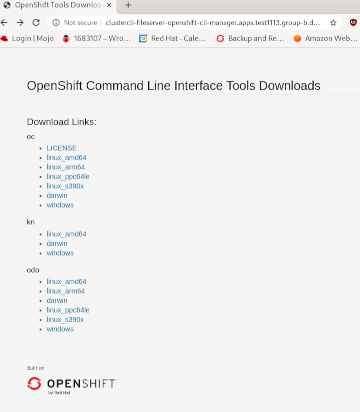 OpenShift Tools Downloa
Not secure | clustercli-fileserver-openshift-cli-manager.apps.test1113.group-b.d...
Login | Mojo
1683107 – Wro...
Red Hat - Cale...
Backup and Re...
Amazon Web...
OpenShift Command Line Interface Tools Downloads
Download Links:
oc
LICENSE
linux_amd64
linux_arm64
linux_ppc64le
linux_s390x
darwin
windows
kn
linux_amd64
darwin
windows
odo
linux_amd64
linux_arm64
darwin
linux_ppc64le
linux_s390x
windows
Built on
OPENSHIFT
by Red Hat